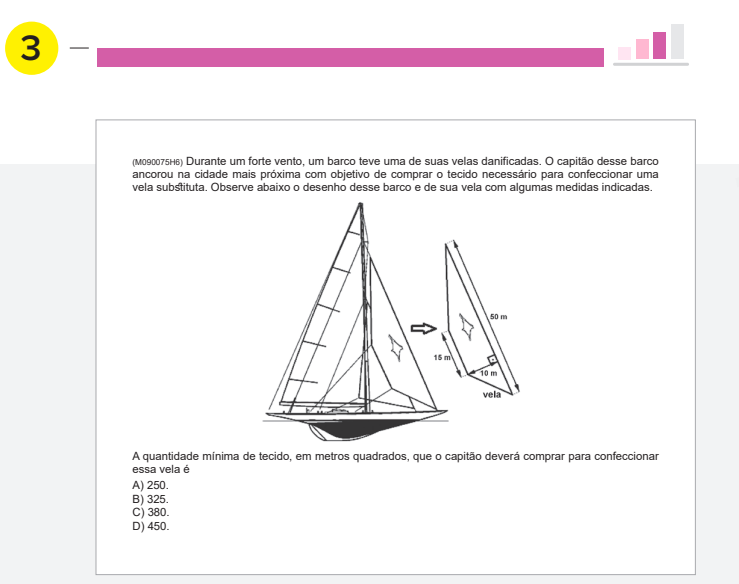 3
(M090075H6) Durante um forte vento, um barco teve uma de suas velas danificadas. O capitão desse barco
ancorou na cidade mais próxima com objetivo de comprar o tecido necessário para confeccionar uma
vela substituta. Observe abaixo o desenho desse barco e de sua vela com algumas medidas indicadas.
50 m
15 m
10 m
vela
A quantidade mínima de tecido, em metros quadrados, que o capitão deverá comprar para confeccionar
essa vela é
A) 250.
B) 325.
C) 380.
D) 450.